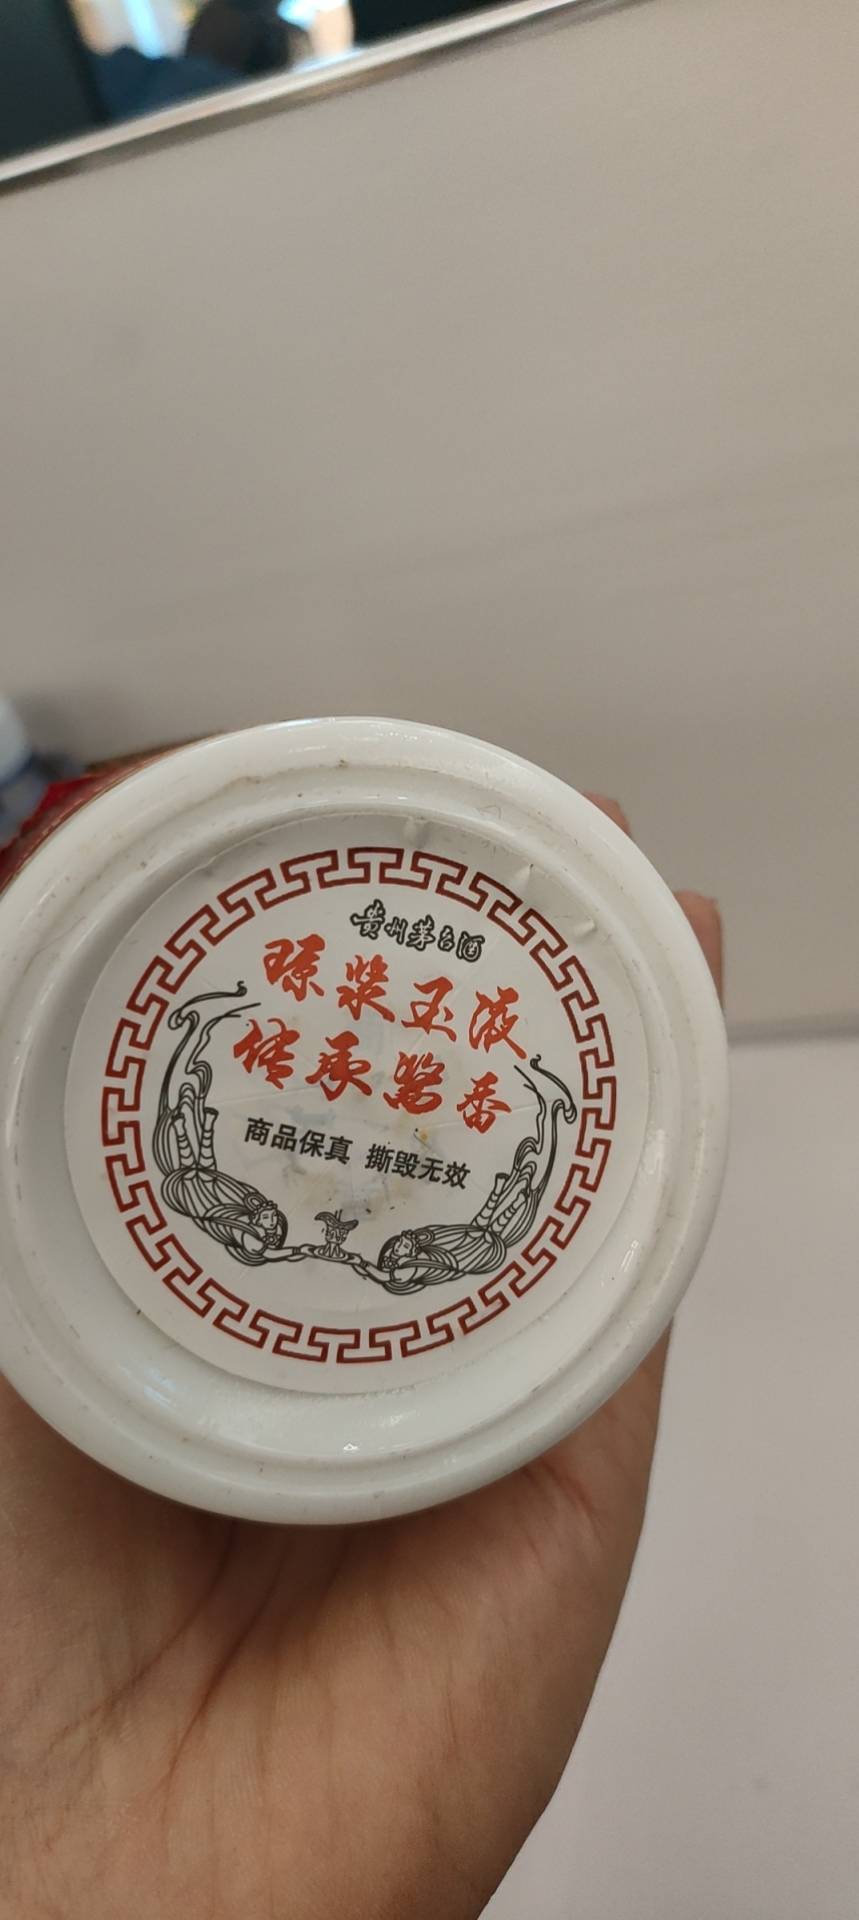 贵州茅台酒
琼浆玉液
传承酱香
商品保真 撕毁无效